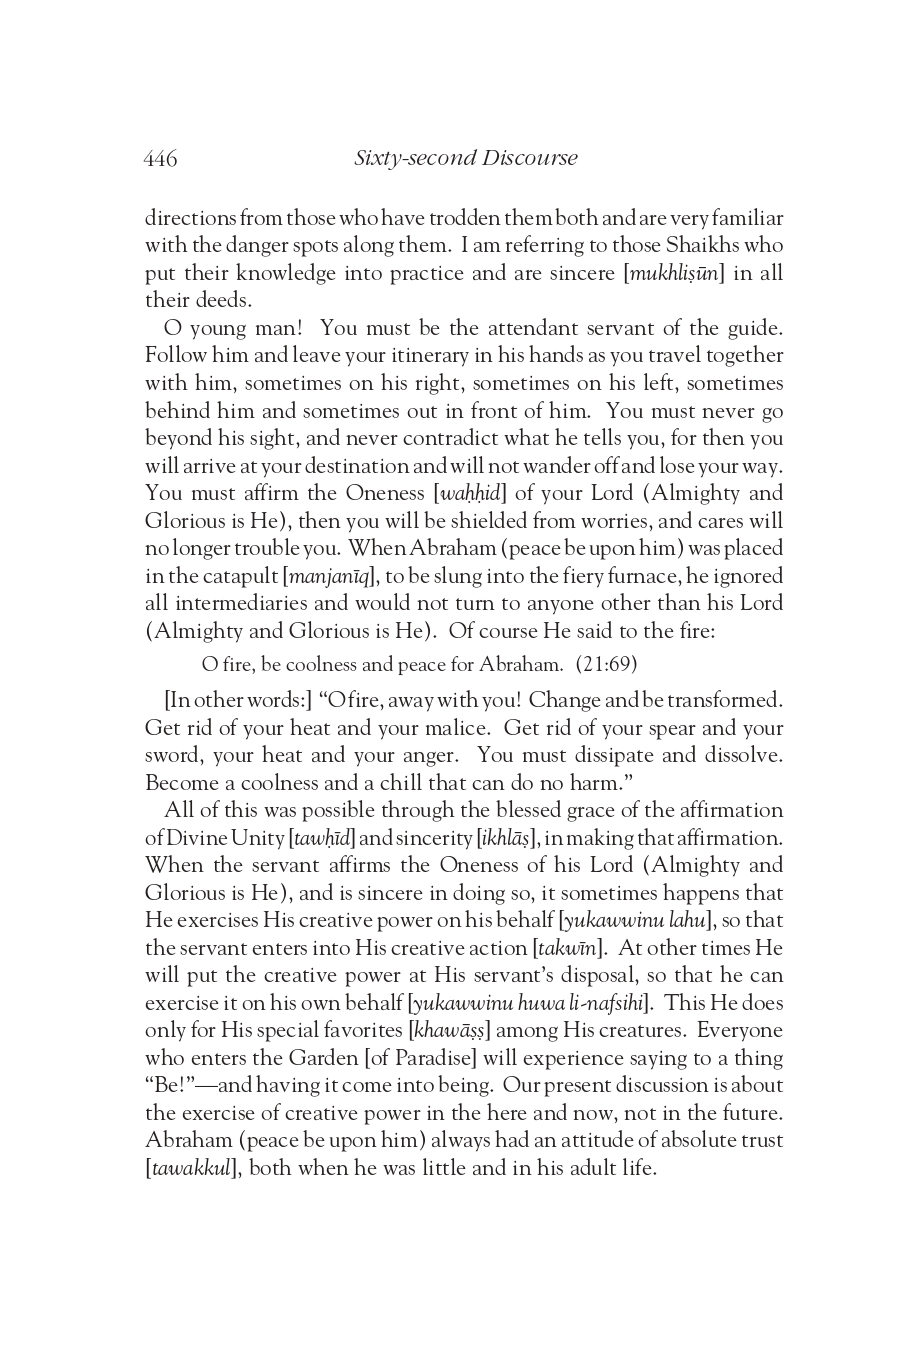 446
Sixty-second Discourse
directions from those who have trodden them both and are very familiar
with the danger spots along them. I am referring to those Shaikhs who
put their knowledge into practice and are sincere [mukhliṣūn] in all
their deeds.
O young man! You must be the attendant servant of the guide.
Follow him and leave your itinerary in his hands as you travel together
with him, sometimes on his right, sometimes on his left, sometimes
behind him and sometimes out in front of him. You must never go
beyond his sight, and never contradict what he tells you, for then you
will arrive at your destination and will not wander off and lose your way.
You must affirm the Oneness [waḥḥid] of your Lord (Almighty and
Glorious is He), then you will be shielded from worries, and cares will
no longer trouble you. When Abraham (peace be upon him) was placed
in the catapult [manjanīq], to be slung into the fiery furnace, he ignored
all intermediaries and would not turn to anyone other than his Lord
(Almighty and Glorious is He). Of course He said to the fire:
O fire, be coolness and peace for Abraham. (21:69)
[In other words:] “O fire, away with you! Change and be transformed.
Get rid of your heat and your malice. Get rid of your spear and your
sword, your heat and your anger. You must dissipate and dissolve.
Become a coolness and a chill that can do no harm.”
All of this was possible through the blessed grace of the affirmation
of Divine Unity [tawḥīd] and sincerity [ikhlāṣ], in making that affirmation.
When the servant affirms the Oneness of his Lord (Almighty and
Glorious is He), and is sincere in doing so, it sometimes happens that
He exercises His creative power on his behalf [yukawwinu lahu], so that
the servant enters into His creative action [takwīn]. At other times He
will put the creative power at His servant’s disposal, so that he can
exercise it on his own behalf [yukawwinu huwa li-nafsihi]. This He does
only for His special favorites [khawāṣṣ] among His creatures. Everyone
who enters the Garden [of Paradise] will experience saying to a thing
“Be!”—and having it come into being. Our present discussion is about
the exercise of creative power in the here and now, not in the future.
Abraham (peace be upon him) always had an attitude of absolute trust
[tawakkul], both when he was little and in his adult life.